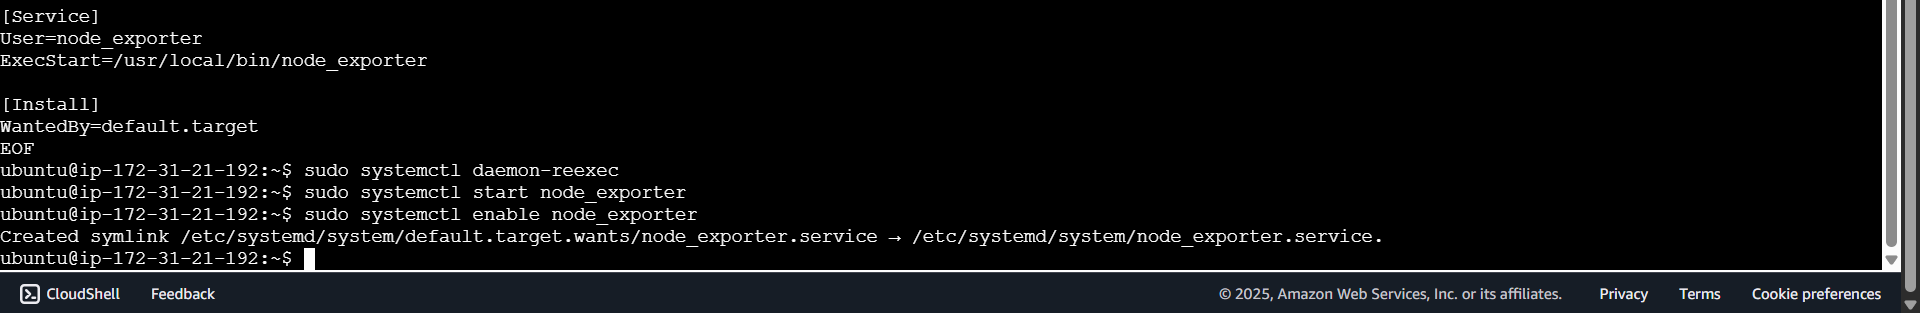 [Service]
User=node_exporter
ExecStart=/usr/local/bin/node_exporter
[Install]
WantedBy=default.target
EOF
ubuntu@ip-172-31-21-192:~$ sudo systemctl daemon-reexec
ubuntu@ip-172-31-21-192:~$ sudo systemctl start node_exporter
ubuntu@ip-172-31-21-192:~$ sudo systemctl enable node_exporter
Created symlink /etc/systemd/system/default.target.wants/node_exporter.service → /etc/systemd/system/node_exporter.service.
ubuntu@ip-172-31-21-192:~$
CloudShell Feedback © 2025, Amazon Web Services, Inc. or its affiliates. Privacy Terms Cookie preferences